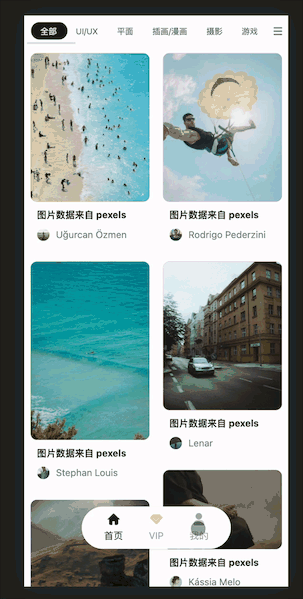 全部 UI/UX 平面 插画/漫画 摄影 游戏
图片数据来自 pexels
Uğurcan Özmen
图片数据来自 pexels
Rodrigo Pederzini
图片数据来自 pexels
Stephan Louis
图片数据来自 pexels
Lenar
图片数据来自 pexels
Kássia Melo
首页 VIP 我的